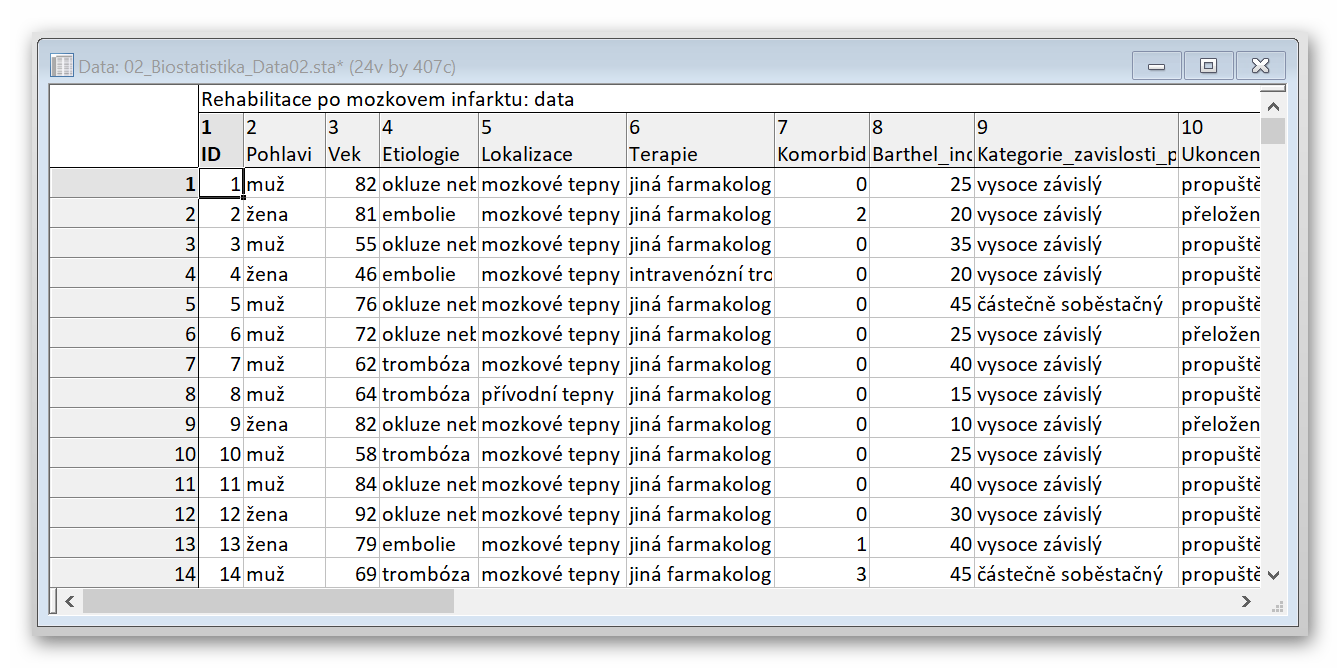 Data: 02_Biostatistika_Data02.sta* (24v by 407c)
Rehabilitace po mozkovem infarktu: data
1 2 3 4 5 6 7 8 9 10
ID Pohlavi Vek Etiologie Lokalizace Terapie Komorbid Barthel_ind Kategorie_zavislosti_p Ukoncen
1 1 muž 82 okluze neb mozkové tepny jiná farmakolog 0 25 vysoce závislý propuště
2 2 žena 81 embolie mozkové tepny jiná farmakolog 2 20 vysoce závislý přeložen
3 3 muž 55 okluze neb mozkové tepny jiná farmakolog 0 35 vysoce závislý propuště
4 4 žena 46 embolie mozkové tepny intravenózní tro 0 20 vysoce závislý propuště
5 5 muž 76 okluze neb mozkové tepny jiná farmakolog 0 45 částečně soběstačný propuště
6 6 muž 72 okluze neb mozkové tepny jiná farmakolog 0 25 vysoce závislý přeložen
7 7 muž 62 trombóza mozkové tepny jiná farmakolog 0 40 vysoce závislý propuště
8 8 muž 64 trombóza přívodní tepny jiná farmakolog 0 15 vysoce závislý propuště
9 9 žena 82 okluze neb mozkové tepny jiná farmakolog 0 10 vysoce závislý přeložen
10 10 muž 58 trombóza mozkové tepny jiná farmakolog 0 25 vysoce závislý propuště
11 11 muž 84 okluze neb mozkové tepny jiná farmakolog 0 40 vysoce závislý propuště
12 12 žena 92 okluze neb mozkové tepny jiná farmakolog 0 30 vysoce závislý propuště
13 13 žena 79 embolie mozkové tepny jiná farmakolog 1 40 vysoce závislý propuště
14 14 muž 69 trombóza mozkové tepny jiná farmakolog 3 45 částečně soběstačný propuště